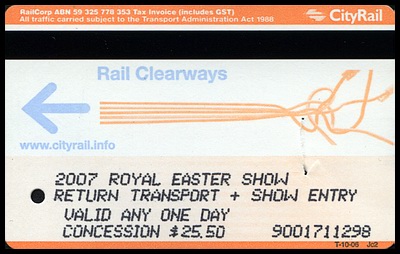 RailCorp ABN 59 325 778 353 Tax Invoice (includes GST)
All traffic carried subject to the Transport Administration Act 1988
CityRail
Rail Clearways
www.cityrail.info
2007 ROYAL EASTER SHOW
RETURN TRANSPORT + SHOW ENTRY
VALID ANY ONE DAY
CONCESSION $25.50 9001711298
T-10-06 Jc2